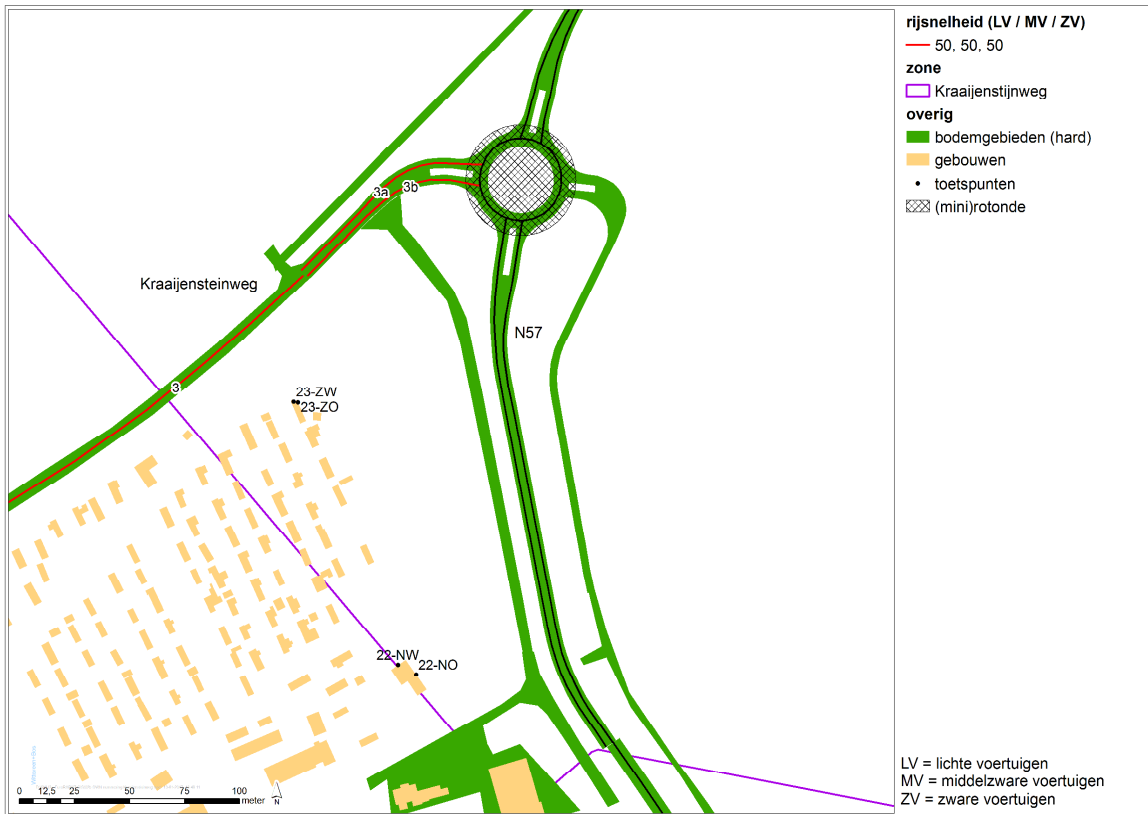 rijsnelheid (LV / MV / ZV)
50, 50, 50
zone
Kraaijenstijnweg
overig
bodemgebieden (hard)
gebouwen
toetspunten
(mini)rotonde
3a
3b
Kraaijensteinweg
N57
3
23-ZW
23-ZO
22-NW
22-NO
LV = lichte voertuigen
MV = middelzware voertuigen
ZV = zware voertuigen
0 12,5 25 50 75 100
meter
N